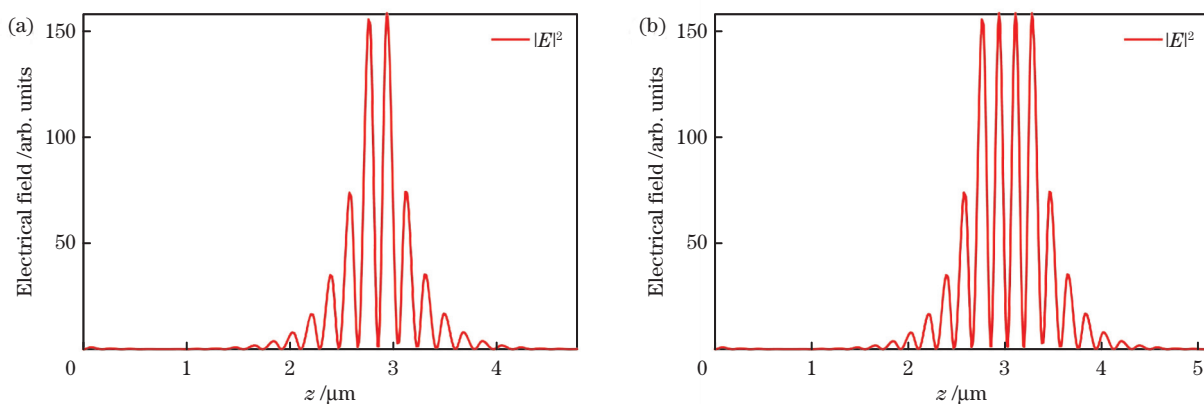 (a)
150
100
50
0
1
2
3
4
Electrical field /arb. units
z /μm
|E|²
(b)
150
100
50
0
1
2
3
4
5
Electrical field /arb. units
z /μm
|E|²